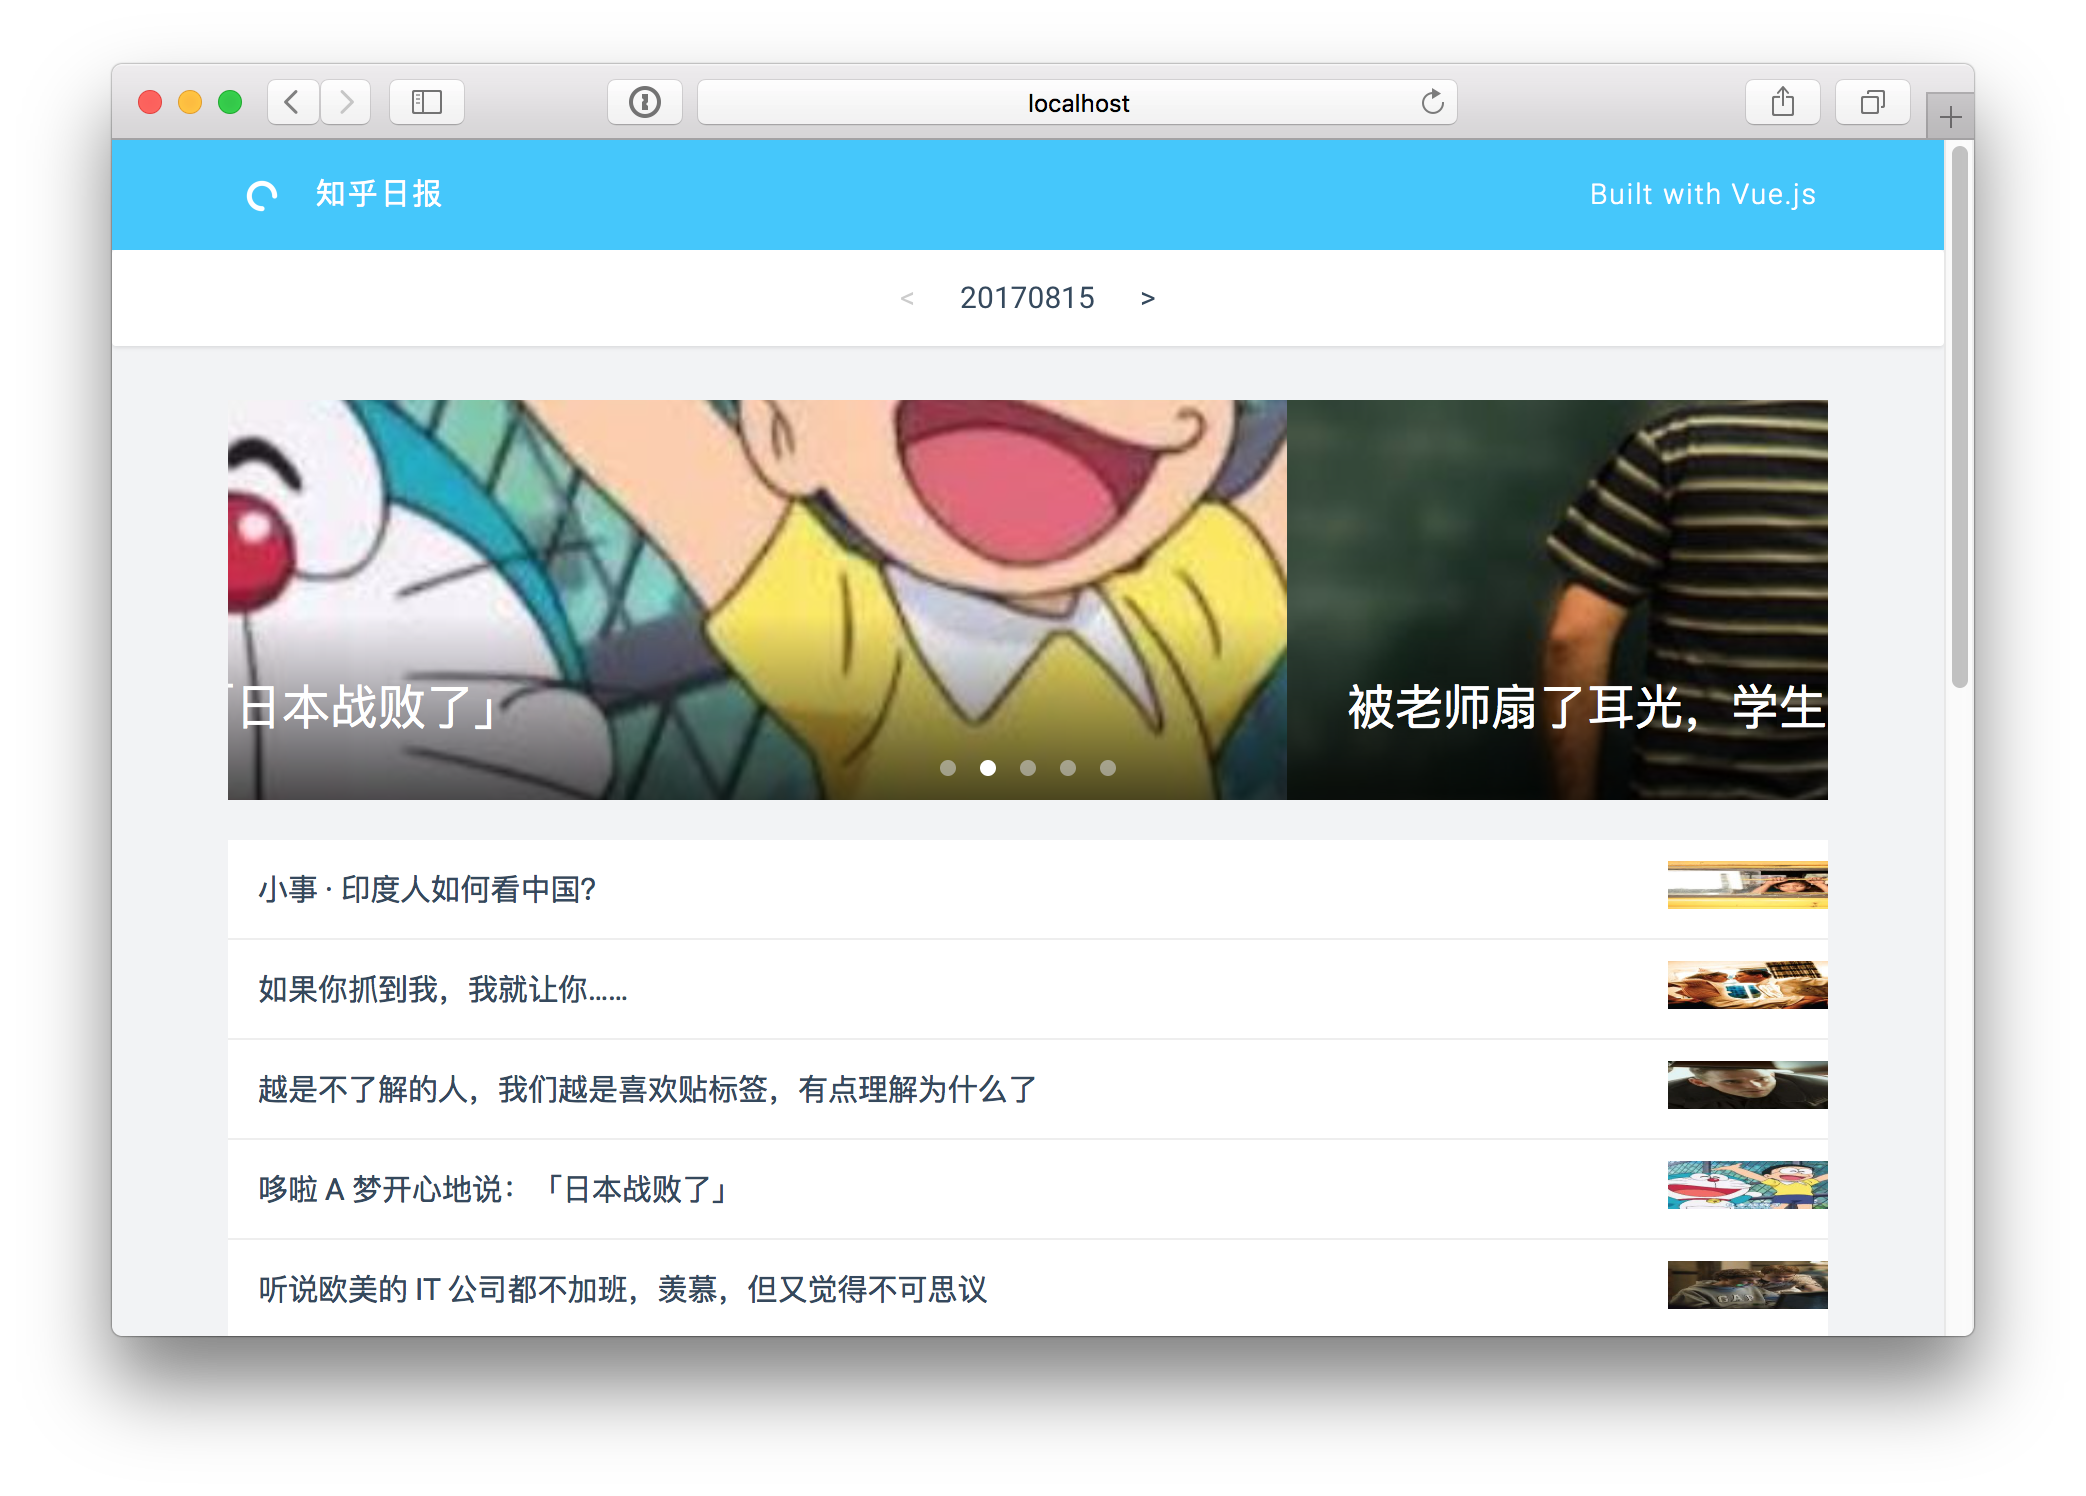 localhost
知乎日报
Built with Vue.js
< 20170815 >
「日本战败了」
被老师扇了耳光，学生
小事 · 印度人如何看中国?
如果你抓到我，我就让你……
越是不了解的人，我们越是喜欢贴标签，有点理解为什么了
哆啦 A 梦开心地说：「日本战败了」
听说欧美的 IT 公司都不加班，羡慕，但又觉得不可思议
GAP